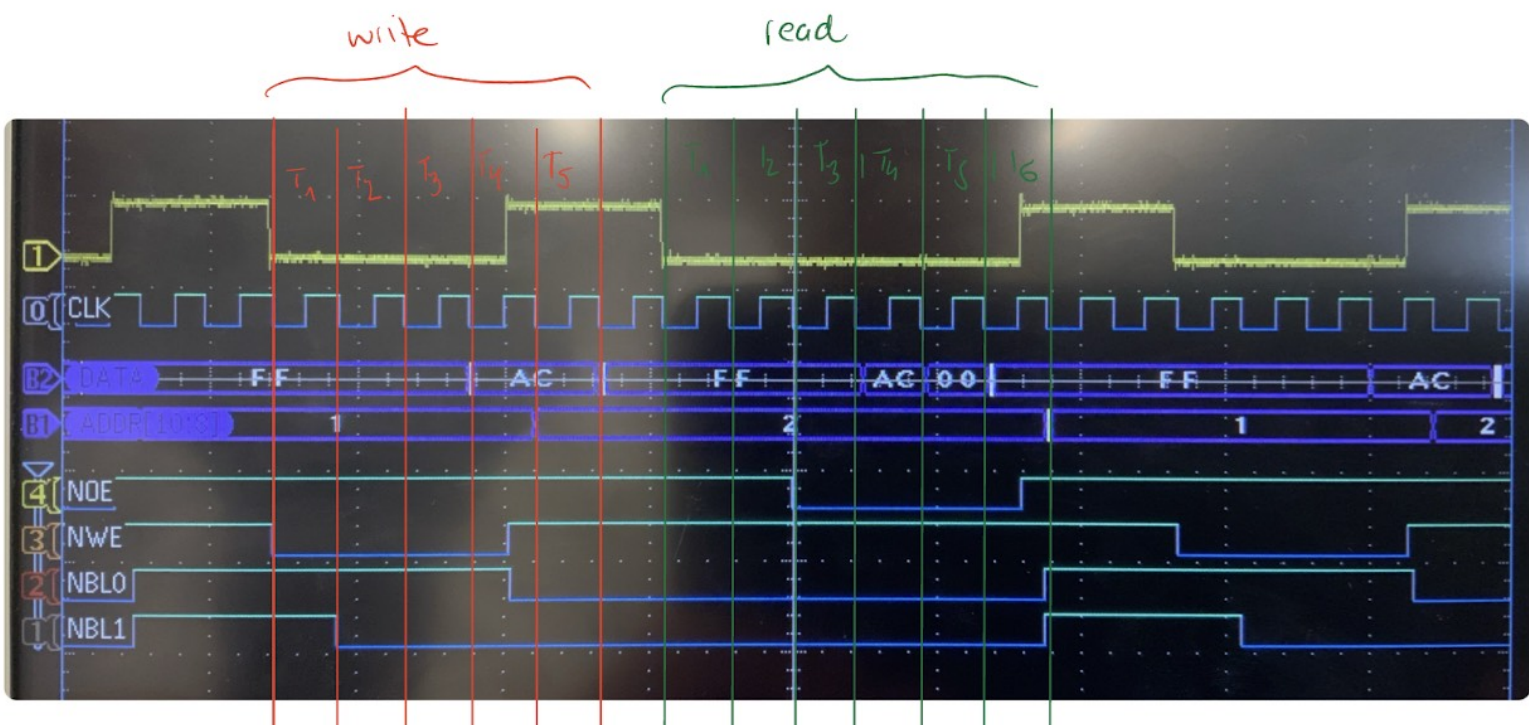 write read
T1 T2 T3 T4 T5 T1 T2 T3 T4 T5 T6
1
0 CLK
B2 DATA FF AC FF AC 00 FF AC
B1 ADDR[10:8] 1 2 1 2
4 NOE
3 NWE
2 NBL0
1 NBL1